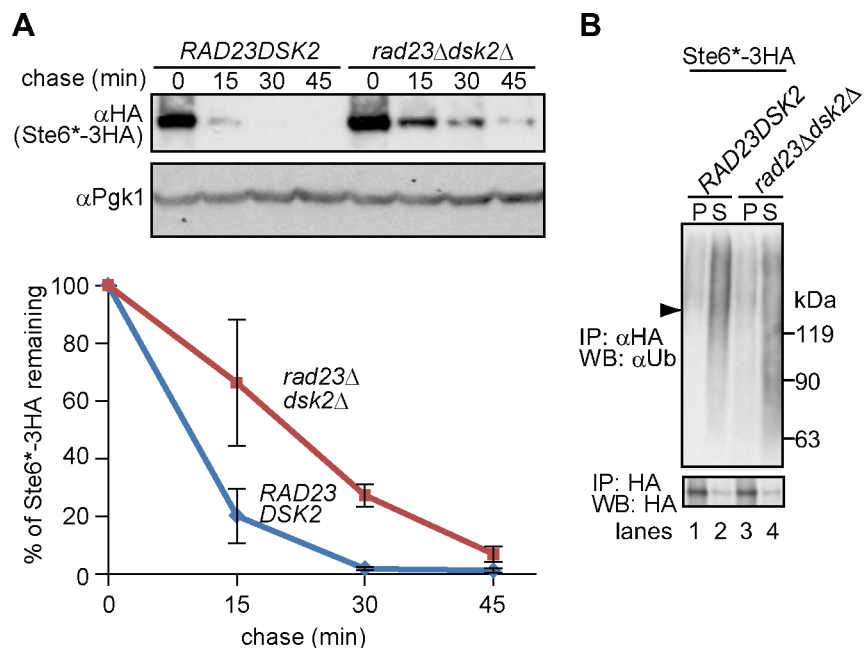 A
RAD23DSK2 rad23Δdsk2Δ
chase (min) 0 15 30 45 0 15 30 45
αHA
(Ste6*-3HA)
αPgk1
% of Ste6*-3HA remaining
100
80
60
40
20
0
rad23Δ
dsk2Δ
RAD23
DSK2
0 15 30 45
chase (min)
B
Ste6*-3HA
RAD23DSK2 rad23Δdsk2Δ
P S P S
kDa
IP: αHA
WB: αUb
119
90
63
IP: HA
WB: HA
lanes 1 2 3 4